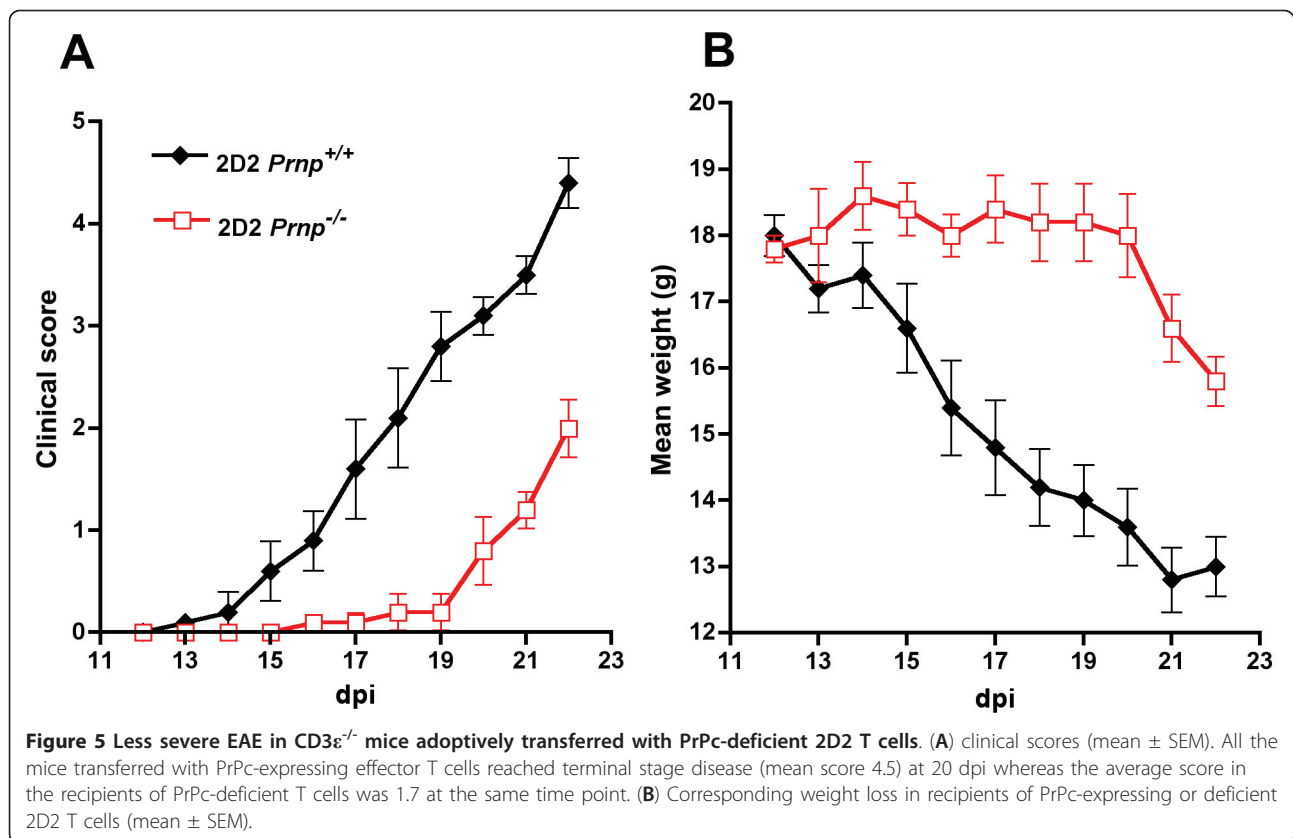 A
Clinical score
5
4
3
2
1
0
2D2 Prnp+/+
2D2 Prnp-/-
11 13 15 17 19 21 23
dpi
B
Mean weight (g)
20
19
18
17
16
15
14
13
12
11 13 15 17 19 21 23
dpi
Figure 5 Less severe EAE in CD3ε-/- mice adoptively transferred with PrPc-deficient 2D2 T cells. (A) clinical scores (mean ± SEM). All the
mice transferred with PrPc-expressing effector T cells reached terminal stage disease (mean score 4.5) at 20 dpi whereas the average score in
the recipients of PrPc-deficient T cells was 1.7 at the same time point. (B) Corresponding weight loss in recipients of PrPc-expressing or deficient
2D2 T cells (mean ± SEM).